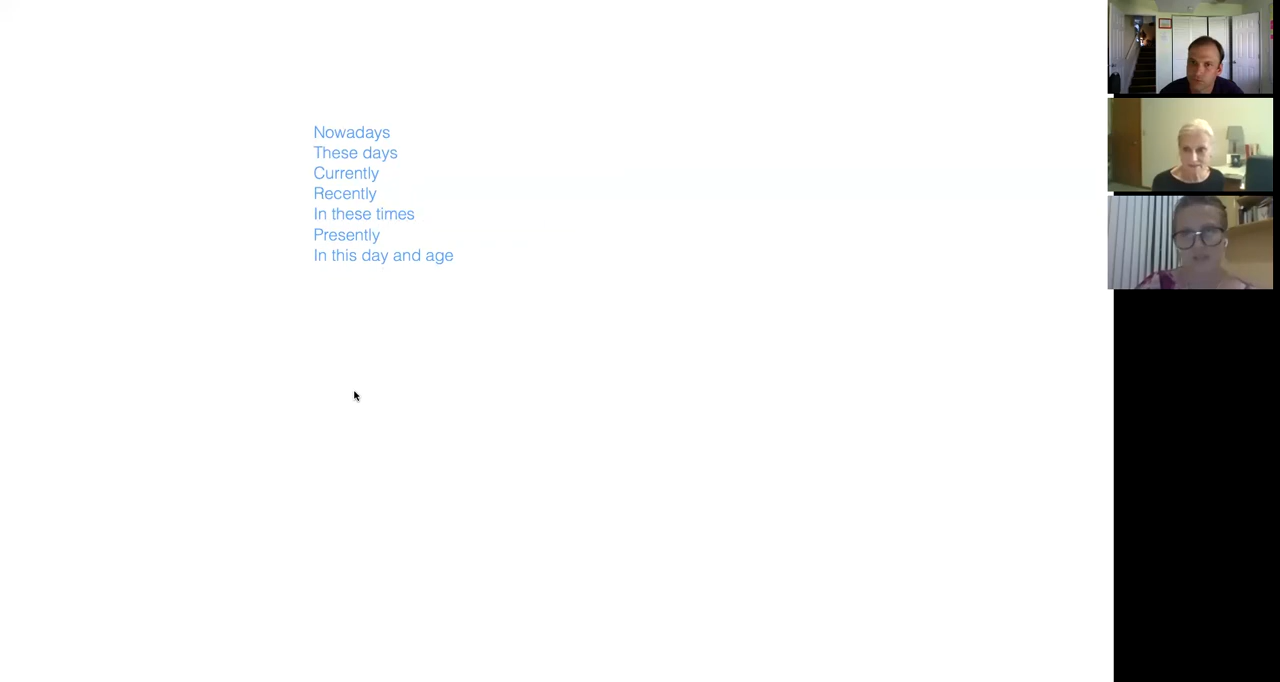 Nowadays
These days
Currently
Recently
In these times
Presently
In this day and age